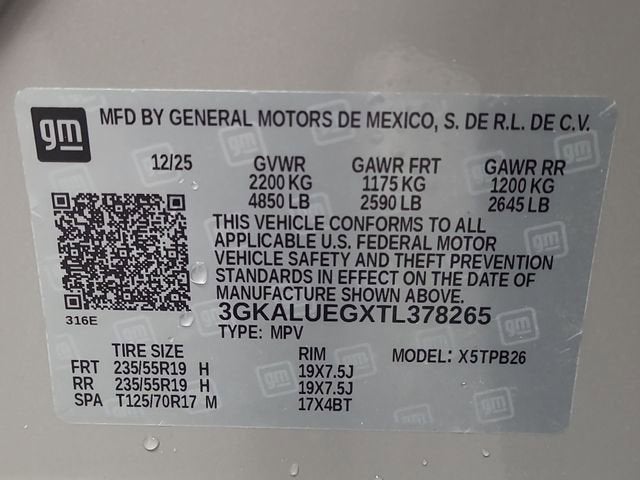 gm
MFD BY GENERAL MOTORS DE MEXICO, S. DE R.L. DE C.V.
12/25 GVWR GAWR FRT GAWR RR
2200 KG 1175 KG 1200 KG
4850 LB 2590 LB 2645 LB
THIS VEHICLE CONFORMS TO ALL
APPLICABLE U.S. FEDERAL MOTOR
VEHICLE SAFETY AND THEFT PREVENTION
STANDARDS IN EFFECT ON THE DATE OF
MANUFACTURE SHOWN ABOVE.
316E
3GKALUEGXTL378265
TYPE: MPV
TIRE SIZE RIM MODEL: X5TPB26
FRT 235/55R19 H 19X7.5J
RR 235/55R19 H 19X7.5J
SPA T125/70R17 M 17X4BT